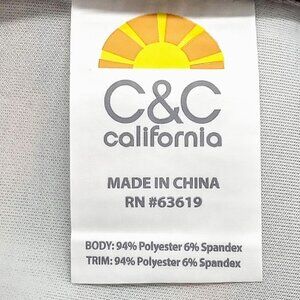 C&C
california
MADE IN CHINA
RN #63619
BODY: 94% Polyester 6% Spandex
TRIM: 94% Polyester 6% Spandex